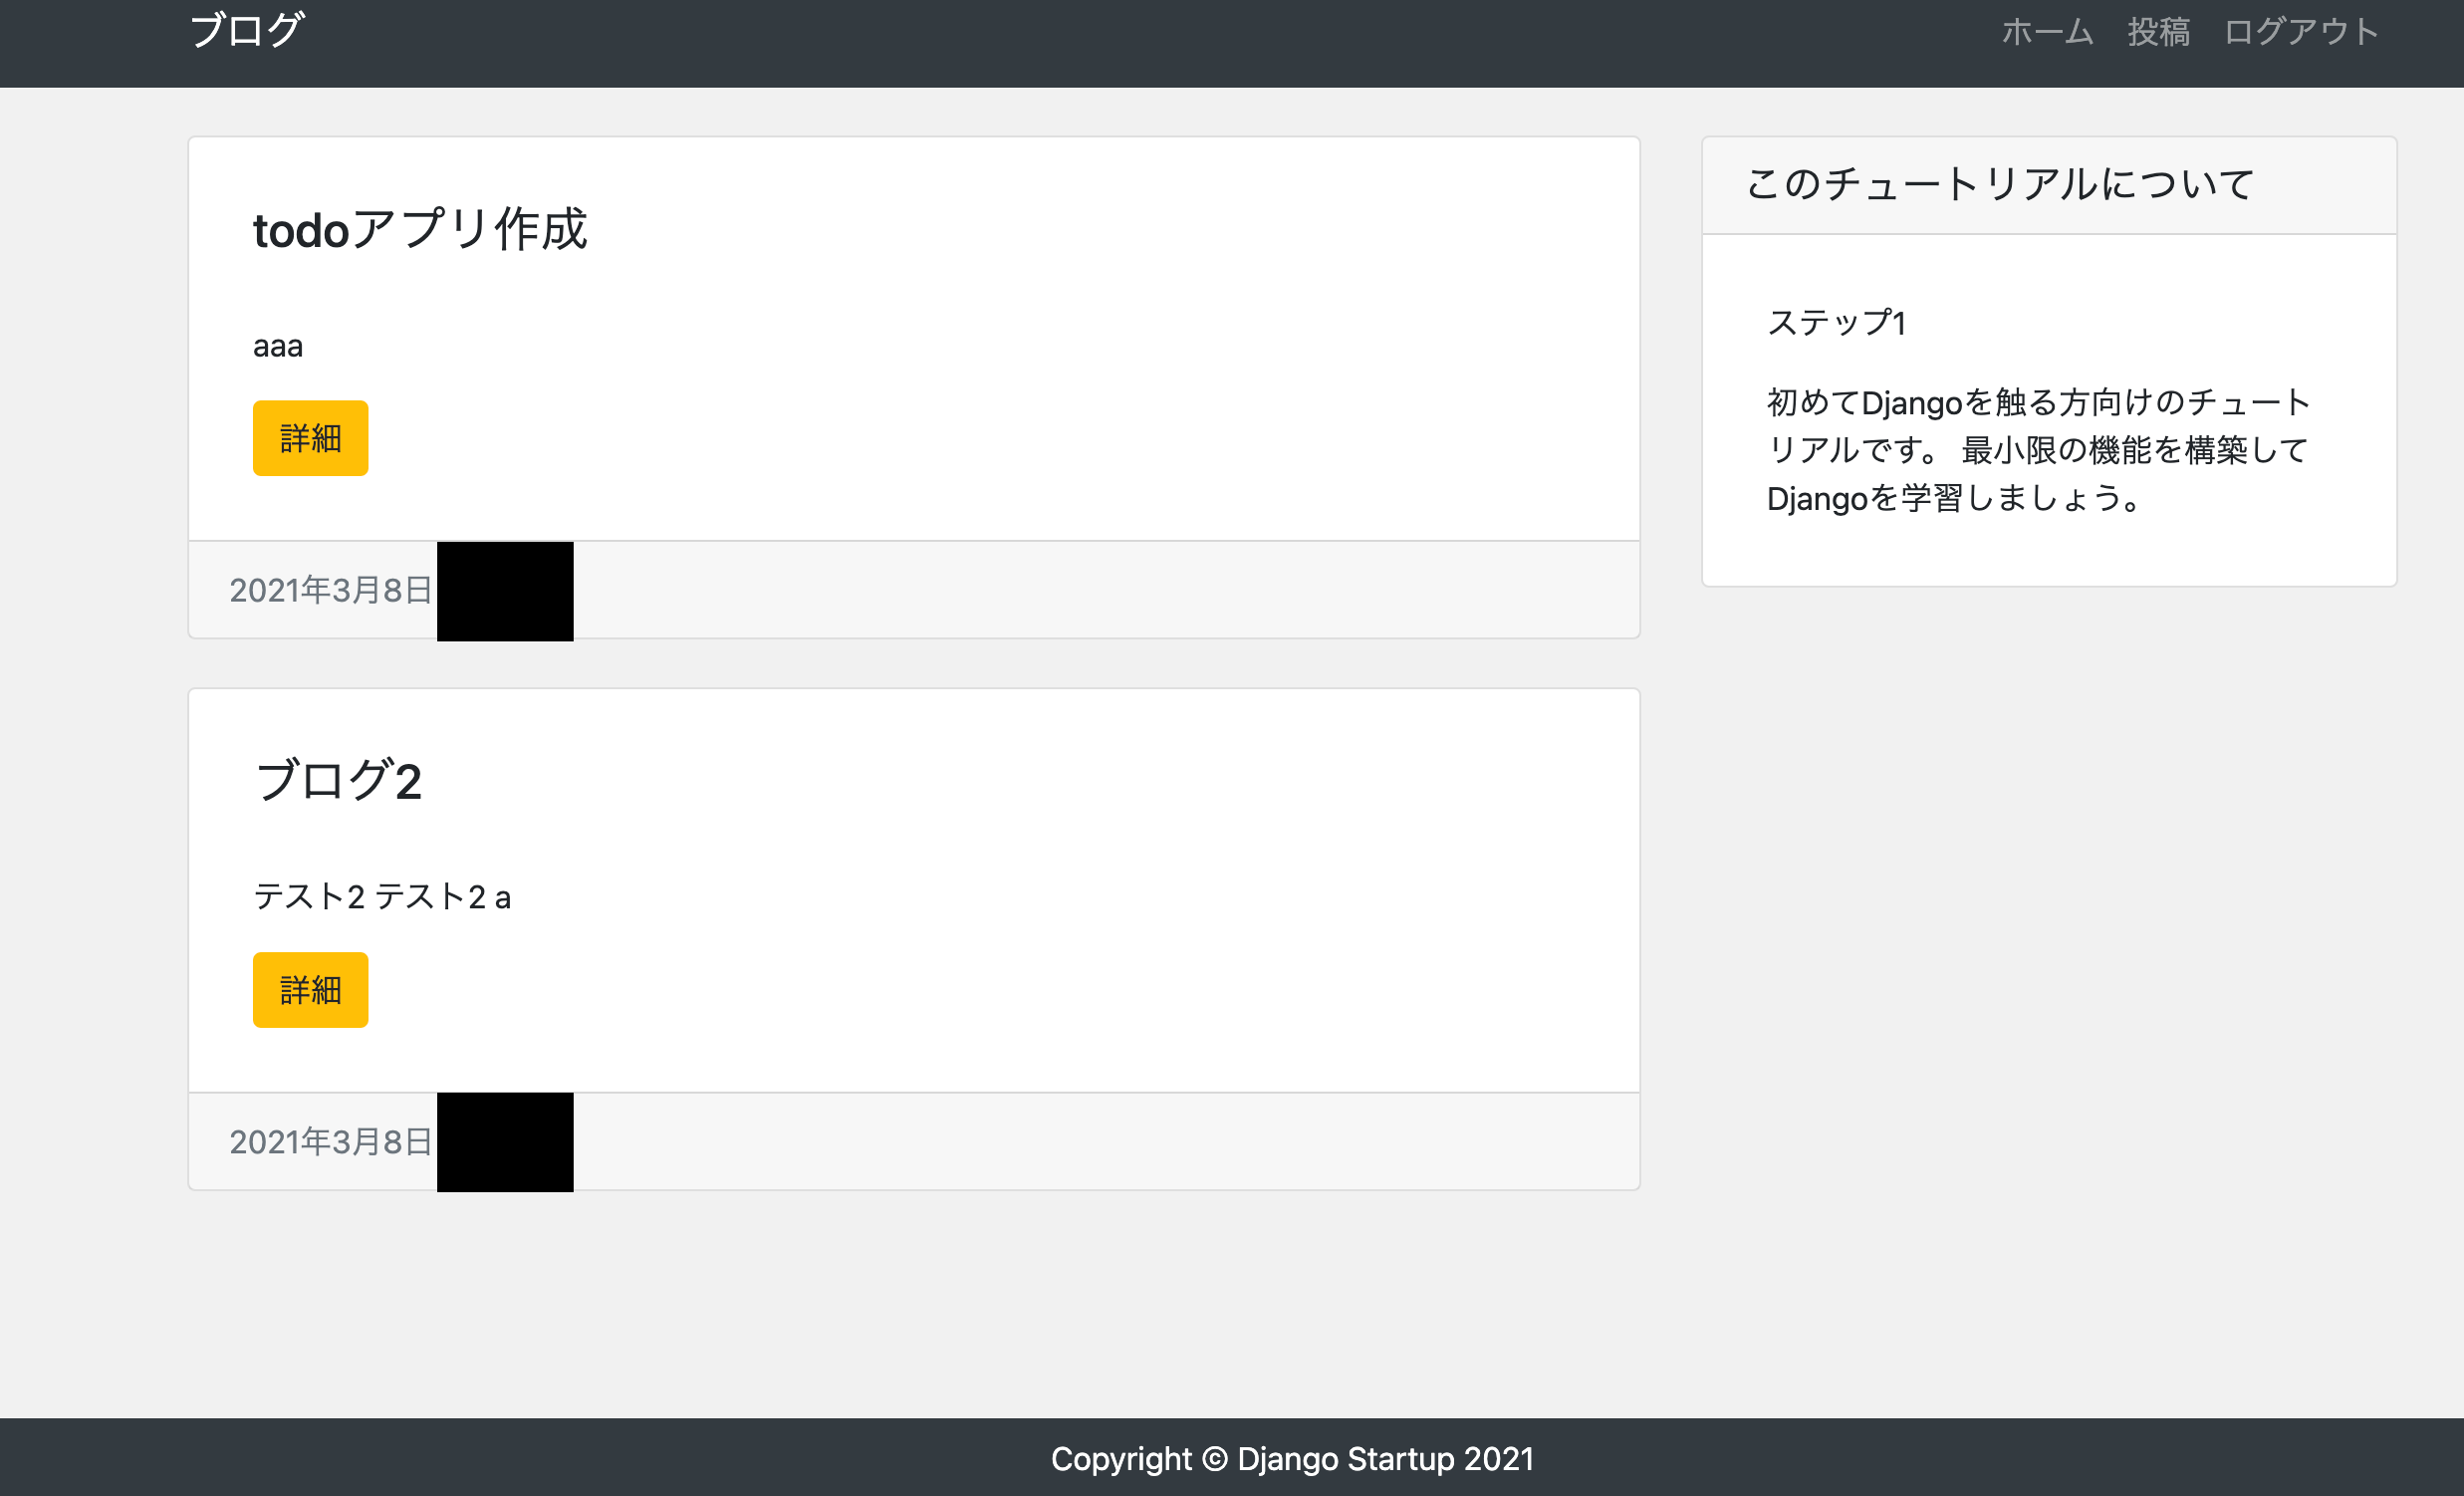 ブログ
ホーム 投稿 ログアウト
todoアプリ作成
aaa
詳細
2021年3月8日
ブログ2
テスト2 テスト2 a
詳細
2021年3月8日
このチュートリアルについて
ステップ1
初めてDjangoを触る方向けのチュート
リアルです。 最小限の機能を構築して
Djangoを学習しましょう。
Copyright © Django Startup 2021